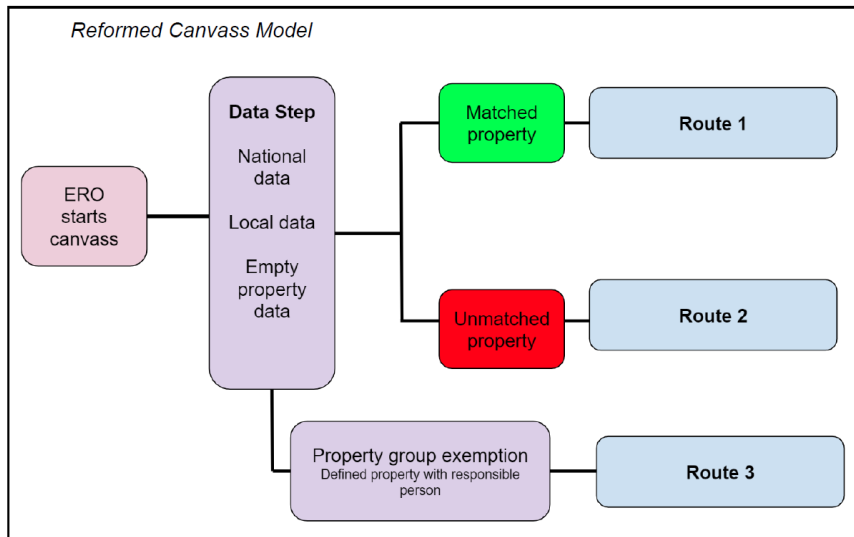 Reformed Canvass Model
ERO
starts
canvass
Data Step
National
data
Local data
Empty
property
data
Matched
property
Route 1
Unmatched
property
Route 2
Property group exemption
Defined property with responsible
person
Route 3